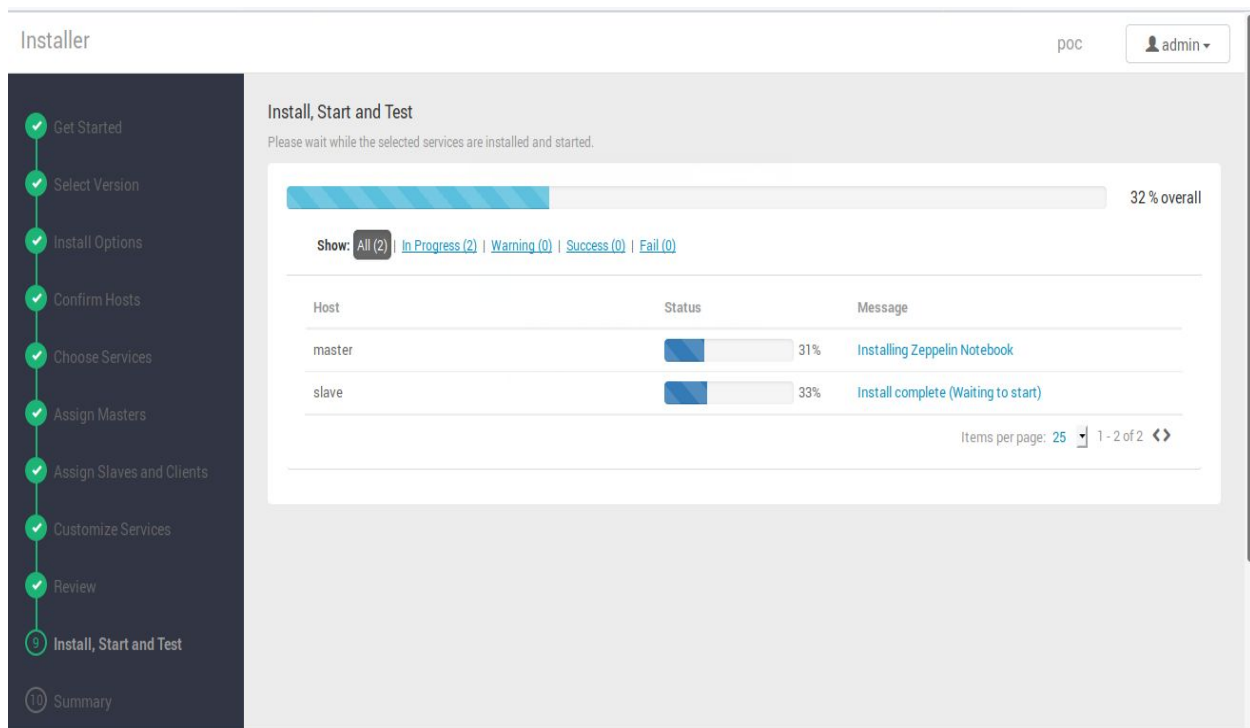 Installer
poc
admin
Get Started
Select Version
Install Options
Confirm Hosts
Choose Services
Assign Masters
Assign Slaves and Clients
Customize Services
Review
9 Install, Start and Test
10 Summary
Install, Start and Test
Please wait while the selected services are installed and started.
32 % overall
Show: All (2) | In Progress (2) | Warning (0) | Success (0) | Fail (0)
Host Status Message
master 31% Installing Zeppelin Notebook
slave 33% Install complete (Waiting to start)
Items per page: 25 1 - 2 of 2